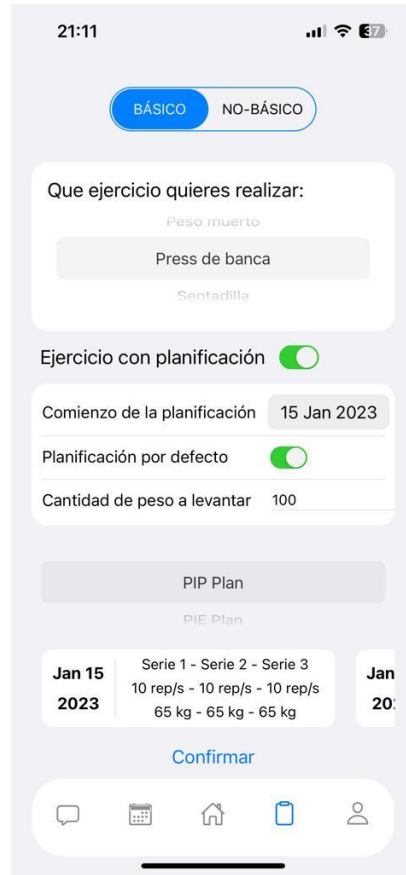 21:11
37
BÁSICO NO-BÁSICO
Que ejercicio quieres realizar:
Peso muerto
Press de banca
Sentadilla
Ejercicio con planificación
Comienzo de la planificación 15 Jan 2023
Planificación por defecto
Cantidad de peso a levantar 100
PIP Plan
PIE Plan
Jan 15
2023
Serie 1 - Serie 2 - Serie 3
10 rep/s - 10 rep/s - 10 rep/s
65 kg - 65 kg - 65 kg
Jan
20
Confirmar